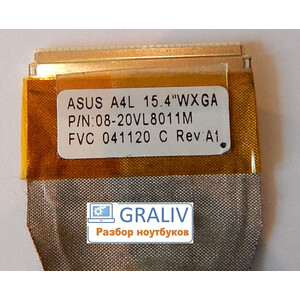 ASUS A4L 15.4"WXGA
P/N:08-20VL8011M
FVC 041120 C Rev A1
GRALIV
Разбор ноутбуков